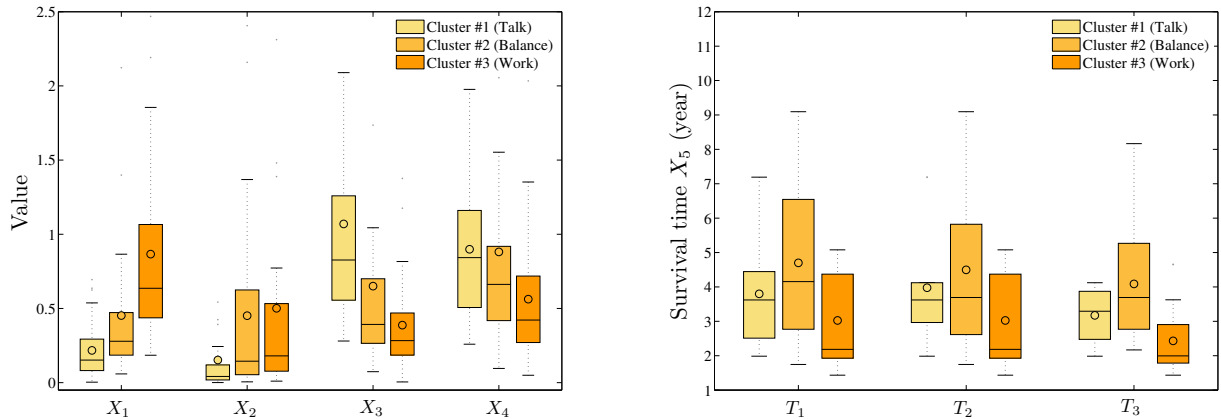 Value
2.5
2
1.5
1
0.5
0
Cluster #1 (Talk)
Cluster #2 (Balance)
Cluster #3 (Work)
X₁ X₂ X₃ X₄
Survival time X₅ (year)
12
11
10
9
8
7
6
5
4
3
2
1
Cluster #1 (Talk)
Cluster #2 (Balance)
Cluster #3 (Work)
T₁ T₂ T₃